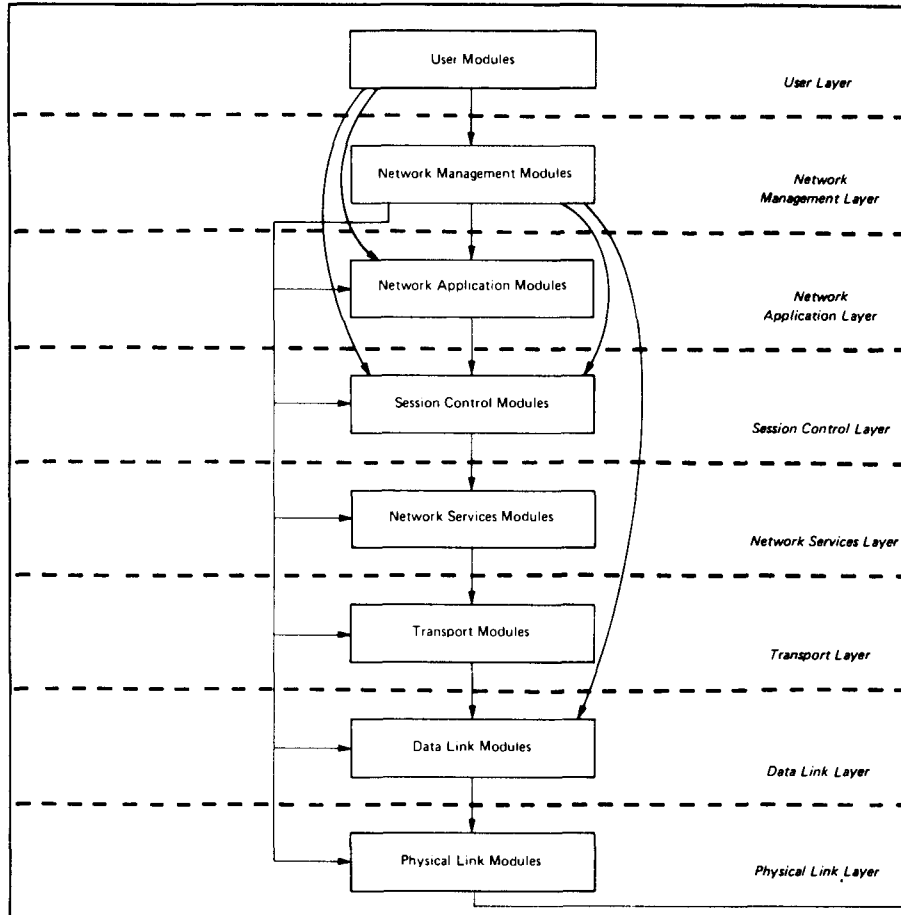 User Modules
User Layer
Network Management Modules
Network
Management Layer
Network Application Modules
Network
Application Layer
Session Control Modules
Session Control Layer
Network Services Modules
Network Services Layer
Transport Modules
Transport Layer
Data Link Modules
Data Link Layer
Physical Link Modules
Physical Link Layer